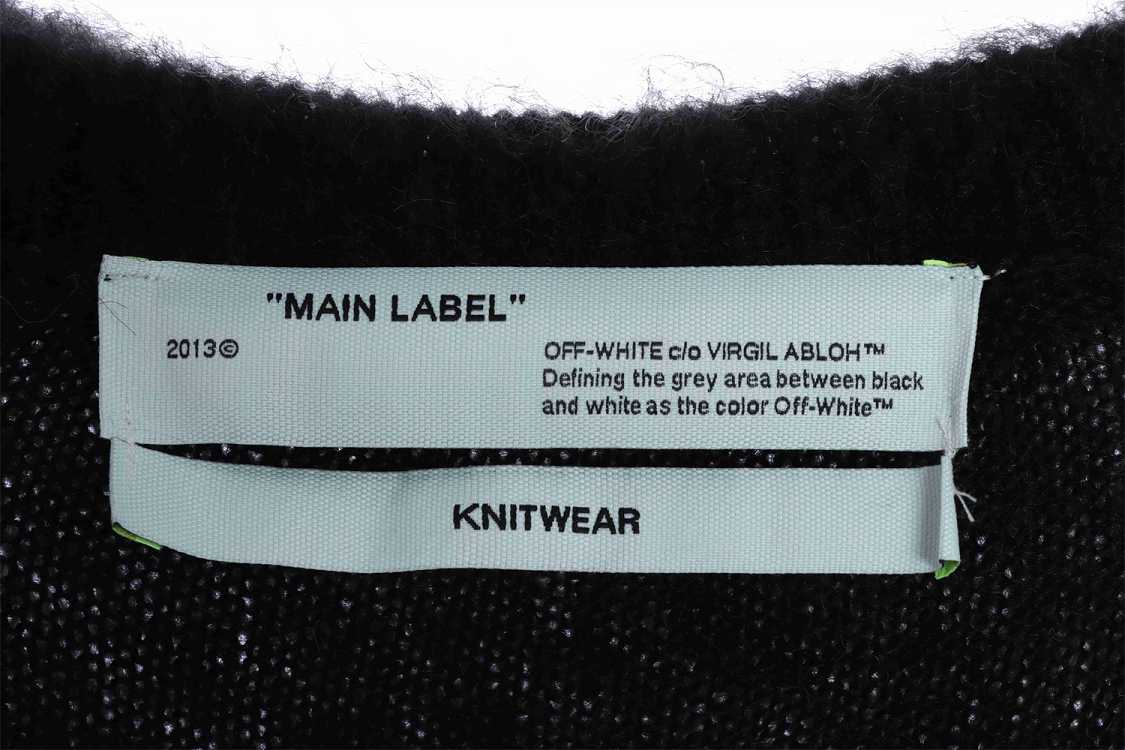 "MAIN LABEL"
2013©
OFF-WHITE c/o VIRGIL ABLOH™
Defining the grey area between black
and white as the color Off-White™
KNITWEAR